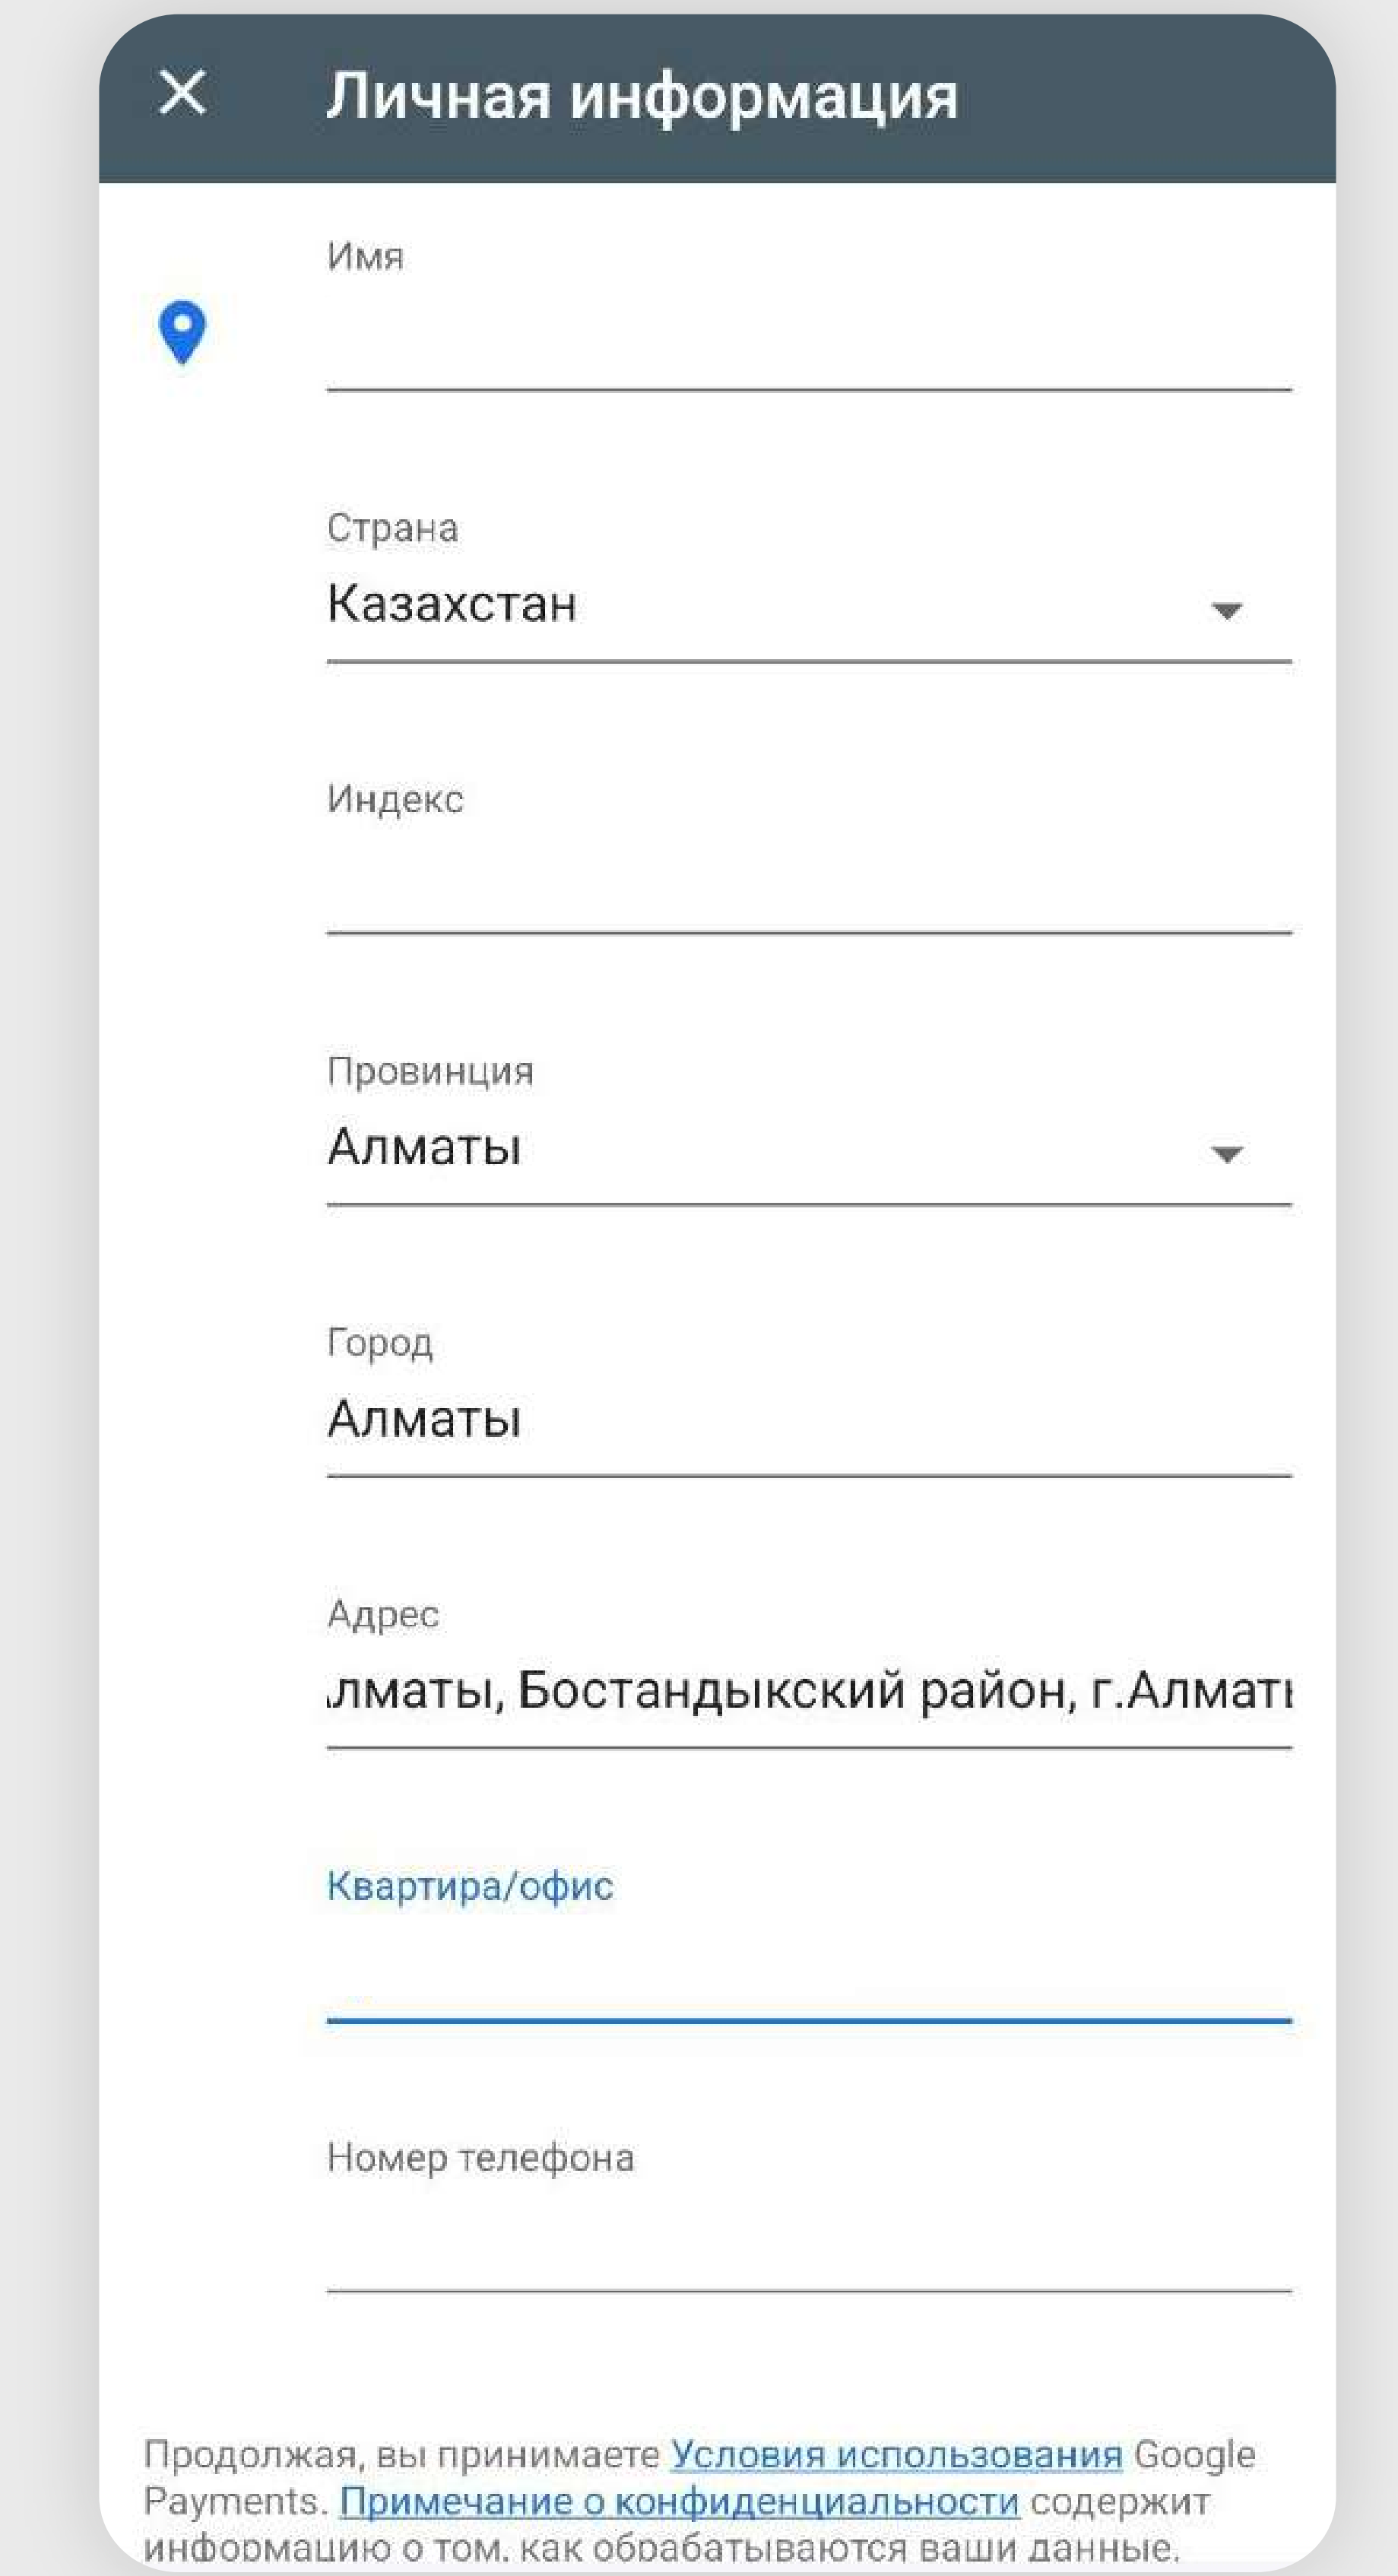 Личная информация
Имя
Страна
Казахстан
Индекс
Провинция
Алматы
Город
Алматы
Адрес
лматы, Бостандыкский район, г.Алмат
Квартира/офис
Номер телефона
Продолжая, вы принимаете Условия использования Google
Payments. Примечание о конфиденциальности содержит
информацию о том, как обрабатываются ваши данные.